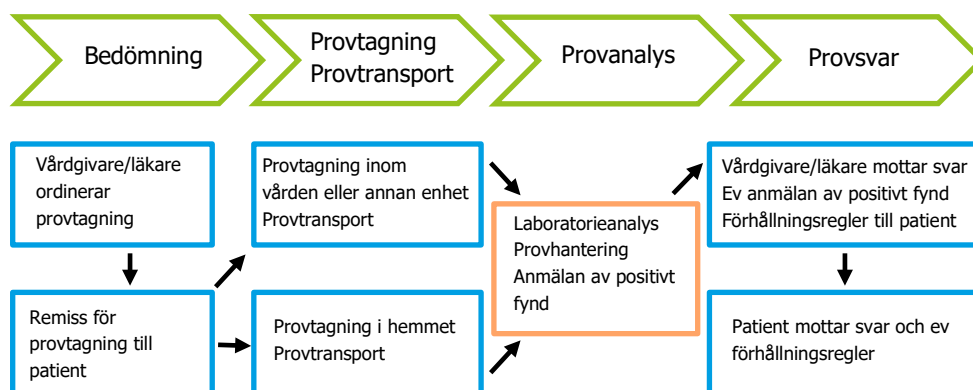 Bedömning
Provtagning
Provtransport
Provanalys
Provsvar
Vårdgivare/läkare
ordinerar
provtagning
Remiss för
provtagning till
patient
Provtagning inom
vården eller annan enhet
Provtransport
Provtagning i hemmet
Provtransport
Laboratorieanalys
Provhantering
Anmälan av positivt
fynd
Vårdgivare/läkare mottar svar
Ev anmälan av positivt fynd
Förhållningsregler till patient
Patient mottar svar och ev
förhållningsregler